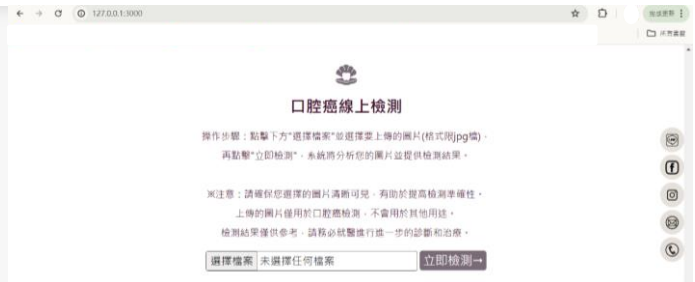 127.0.0.1:3000
所有書籤
口腔癌線上檢測
操作步驟：點擊下方"選擇檔案"並選擇要上傳的圖片(格式限jpg檔)，
再點擊"立即檢測"，系統將分析您的圖片並提供檢測結果。
※注意：請確保您選擇的圖片清晰可見，有助於提高檢測準確性。
上傳的圖片僅用於口腔癌檢測，不會用於其他用途。
檢測結果僅供參考，請務必就醫進行進一步的診斷和治療。
選擇檔案 未選擇任何檔案 立即檢測→